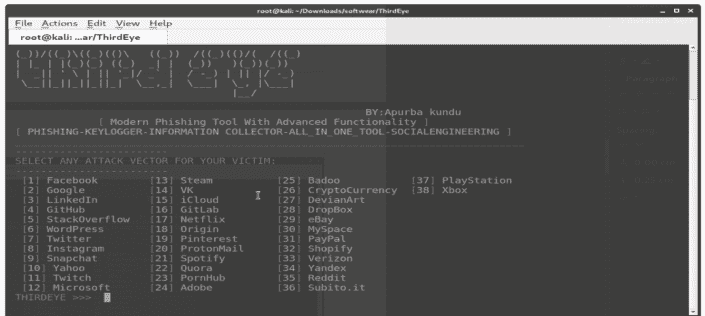 root@kali: ~/Downloads/softwear/ThirdEye
File Actions Edit View Help
root@kali: ...ar/ThirdEye
BY:Apurba kundu
[ Modern Phishing Tool With Advanced Functionality ]
[ PHISHING-KEYLOGGER-INFORMATION COLLECTOR-ALL_IN_ONE_TOOL-SOCIALENGINEERING ]
SELECT ANY ATTACK VECTOR FOR YOUR VICTIM:
[1] Facebook [13] Steam [25] Badoo [37] PlayStation
[2] Google [14] VK [26] CryptoCurrency [38] Xbox
[3] LinkedIn [15] iCloud [27] DevianArt
[4] GitHub [16] GitLab [28] DropBox
[5] StackOverflow [17] Netflix [29] eBay
[6] WordPress [18] Origin [30] MySpace
[7] Twitter [19] Pinterest [31] PayPal
[8] Instagram [20] ProtonMail [32] Shopify
[9] Snapchat [21] Spotify [33] Verizon
[10] Yahoo [22] Quora [34] Yandex
[11] Twitch [23] PornHub [35] Reddit
[12] Microsoft [24] Adobe [36] Subito.it
THIRDEYE >>>